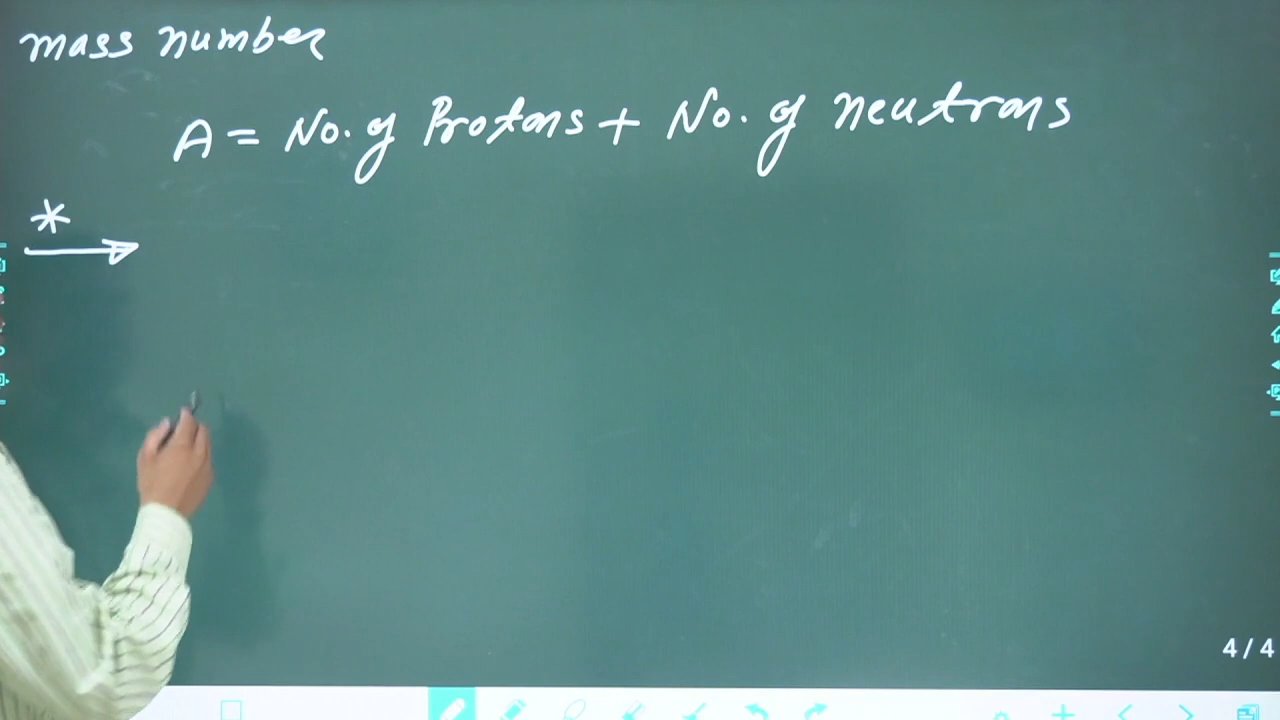 mass number
A = No. of Protons + No. of neutrons
*
4/4